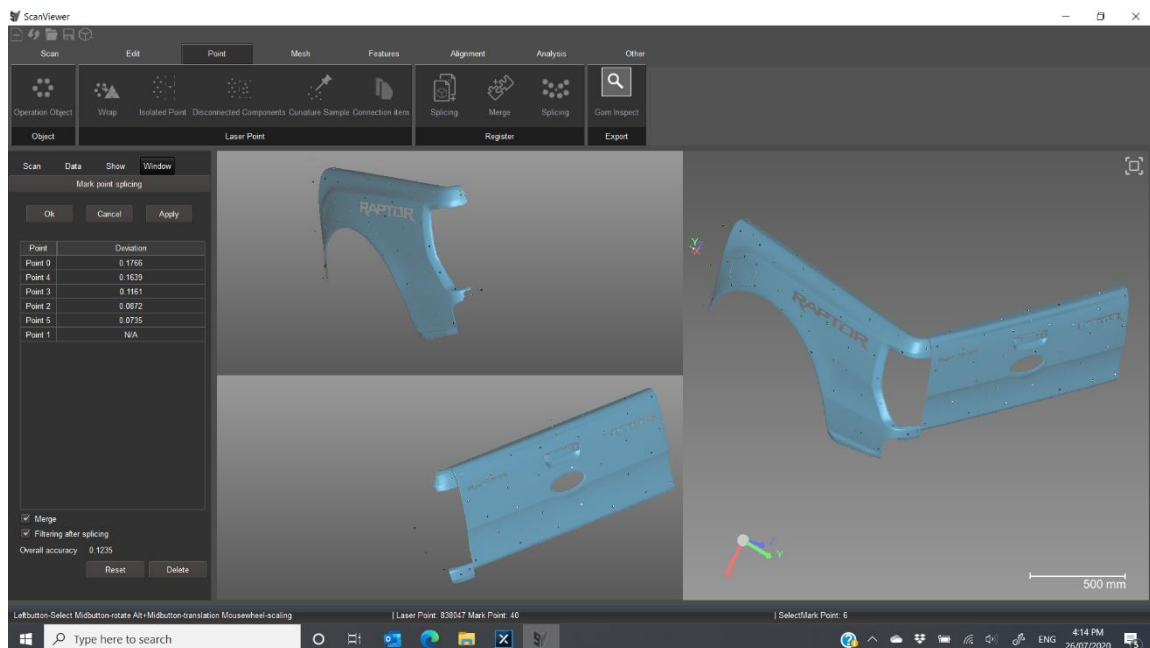 ScanViewer
Scan Edit Point Mesh Features Alignment Analysis Other
Operation Object Wrap Isolated Point Disconnected Components Curvature Sample Connection item Splicing Merge Splicing Gom Inspect
Object Laser Point Register Export
Scan Data Show Window
Mark point splicing
Ok Cancel Apply
Point Deviation
Point 0 0.1766
Point 4 0.1639
Point 3 0.1161
Point 2 0.0872
Point 5 0.0735
Point 1 N/A
Merge
Filtering after splicing
Overall accuracy 0.1235
Reset Delete
RAPTOR
RAPTOR
Y
X
Z
Y
500 mm
Leftbutton-Select Midbutton-rotate Alt+Midbutton-translation Mousewheel-scaling | Laser Point: 838047 Mark Point: 40 | SelectMark Point: 6
Type here to search
ENG
4:14 PM
26/07/2020